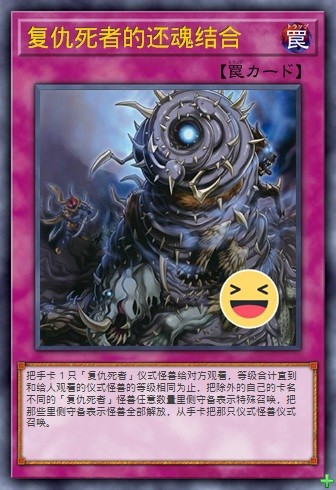 复仇死者的还魂结合
トラップ
罠
【罠カード】
把手卡１只「复仇死者」仪式怪兽给对方观看，等级合计直到
和给人观看的仪式怪兽的等级相同为止，把除外的自己的卡名
不同的「复仇死者」怪兽任意数量里侧守备表示特殊召唤，把
那些里侧守备表示怪兽全部解放，从手卡把那只仪式怪兽仪式
召唤。